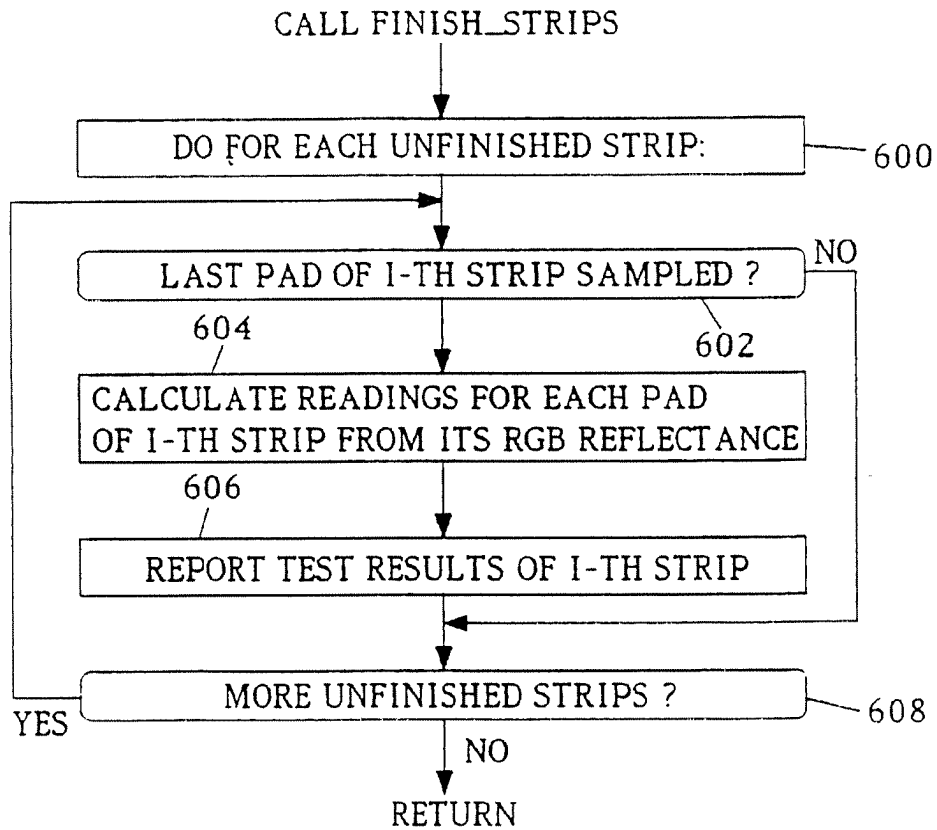 CALL FINISH_STRIPS
DO FOR EACH UNFINISHED STRIP:
600
NO
LAST PAD OF I-TH STRIP SAMPLED ?
602
604
CALCULATE READINGS FOR EACH PAD
OF I-TH STRIP FROM ITS RGB REFLECTANCE
606
REPORT TEST RESULTS OF I-TH STRIP
MORE UNFINISHED STRIPS ?
608
YES
NO
RETURN